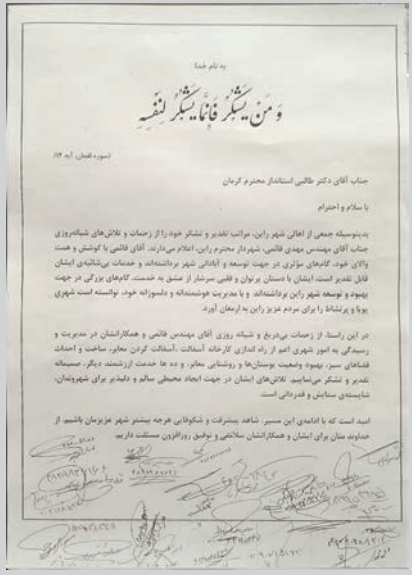 به نام خدا
وَ مَنْ يَشْكُرْ فَإِنَّمَا يَشْكُرُ لِنَفْسِهِ
(سوره لقمان، آیه ۱۲)
جناب آقای دکتر طالبی استاندار محترم کرمان
با سلام و احترام
بدینوسیله جمعی از اهالی شهر راین، مراتب تقدیر و تشکر خود را از زحمات و تلاش‌های شبانه‌روزی
جناب آقای مهندس مهدی قائمی، شهردار محترم راین، اعلام می‌دارند. آقای قائمی با کوشش و همت
والای خود، گام‌های مؤثری در جهت توسعه و آبادانی شهر برداشته‌اند، و خدمات بی‌شائبه‌ی ایشان
قابل تقدیر است. ایشان با دستان پرتوان و قلبی سرشار از عشق به خدمت، گام‌های بزرگی در جهت
بهبود و توسعه شهر راین برداشته‌اند و با مدیریت هوشمندانه و دلسوزانه خود، توانسته است شهری
پویا و پرنشاط را برای مردم عزیز راین به ارمغان آورد.
در این راستا، از زحمات بی‌دریغ و شبانه روزی آقای مهندس قائمی و همکارانشان در مدیریت و
رسیدگی به امور شهری اعم از راه اندازی کارخانه آسفالت، آسفالت کردن معابر، ساخت و احداث
فضاهای سبز، بهبود وضعیت بوستان‌ها و روشنایی معابر، و ده ها خدمت ارزشمند دیگر، صمیمانه
تقدیر و تشکر می‌نماییم. تلاش‌های ایشان در جهت ایجاد محیطی سالم و دلپذیر برای شهروندان،
شایسته‌ی ستایش و قدردانی است.
امید است که با ادامه‌ی این مسیر، شاهد پیشرفت و شکوفایی هرچه بیشتر شهر عزیزمان باشیم. از
خداوند منان برای ایشان و همکارانشان سلامتی و توفیق روزافزون مسئلت داریم.